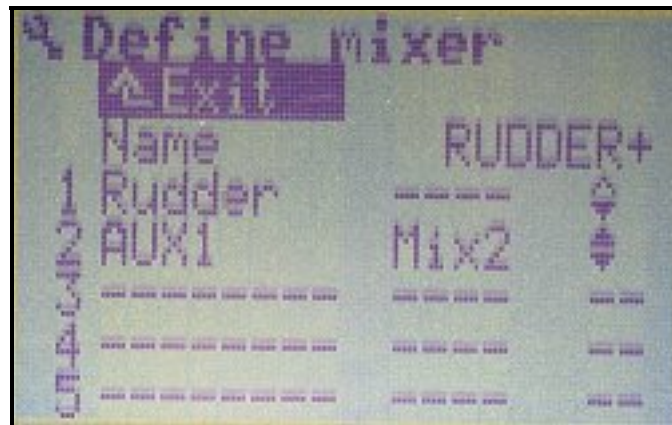 Define mixer
Exit
Name RUDDER+
1 Rudder ----
2 AUX1 Mix2
3 --------- ---- --
4 --------- ---- --
5 --------- ---- --